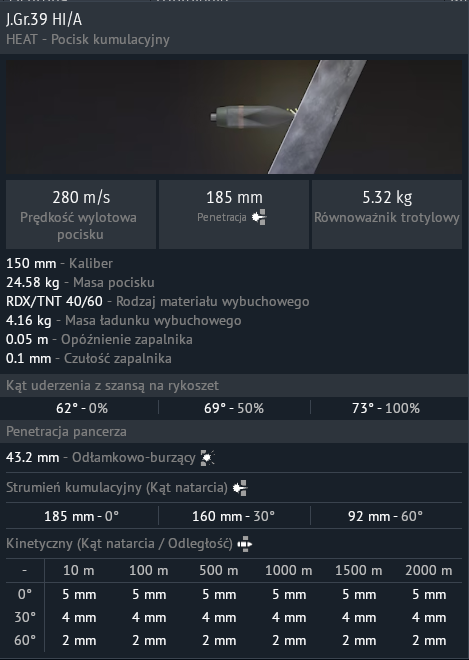 J.Gr.39 Hl/A
HEAT - Pocisk kumulacyjny
280 m/s
Prędkość wylotowa
pocisku
185 mm
Penetracja
5.32 kg
Równoważnik trotylowy
150 mm - Kaliber
24.58 kg - Masa pocisku
RDX/TNT 40/60 - Rodzaj materiału wybuchowego
4.16 kg - Masa ładunku wybuchowego
0.05 m - Opóźnienie zapalnika
0.1 mm - Czułość zapalnika
Kąt uderzenia z szansą na rykoszet
62° - 0% 69° - 50% 73° - 100%
Penetracja pancerza
43.2 mm - Odłamkowo-burzący
Strumień kumulacyjny (Kąt natarcia)
185 mm - 0° 160 mm - 30° 92 mm - 60°
Kinetyczny (Kąt natarcia / Odległość)
- 10 m 100 m 500 m 1000 m 1500 m 2000 m
0° 5 mm 5 mm 5 mm 5 mm 5 mm 5 mm
30° 4 mm 4 mm 4 mm 4 mm 4 mm 4 mm
60° 2 mm 2 mm 2 mm 2 mm 2 mm 2 mm